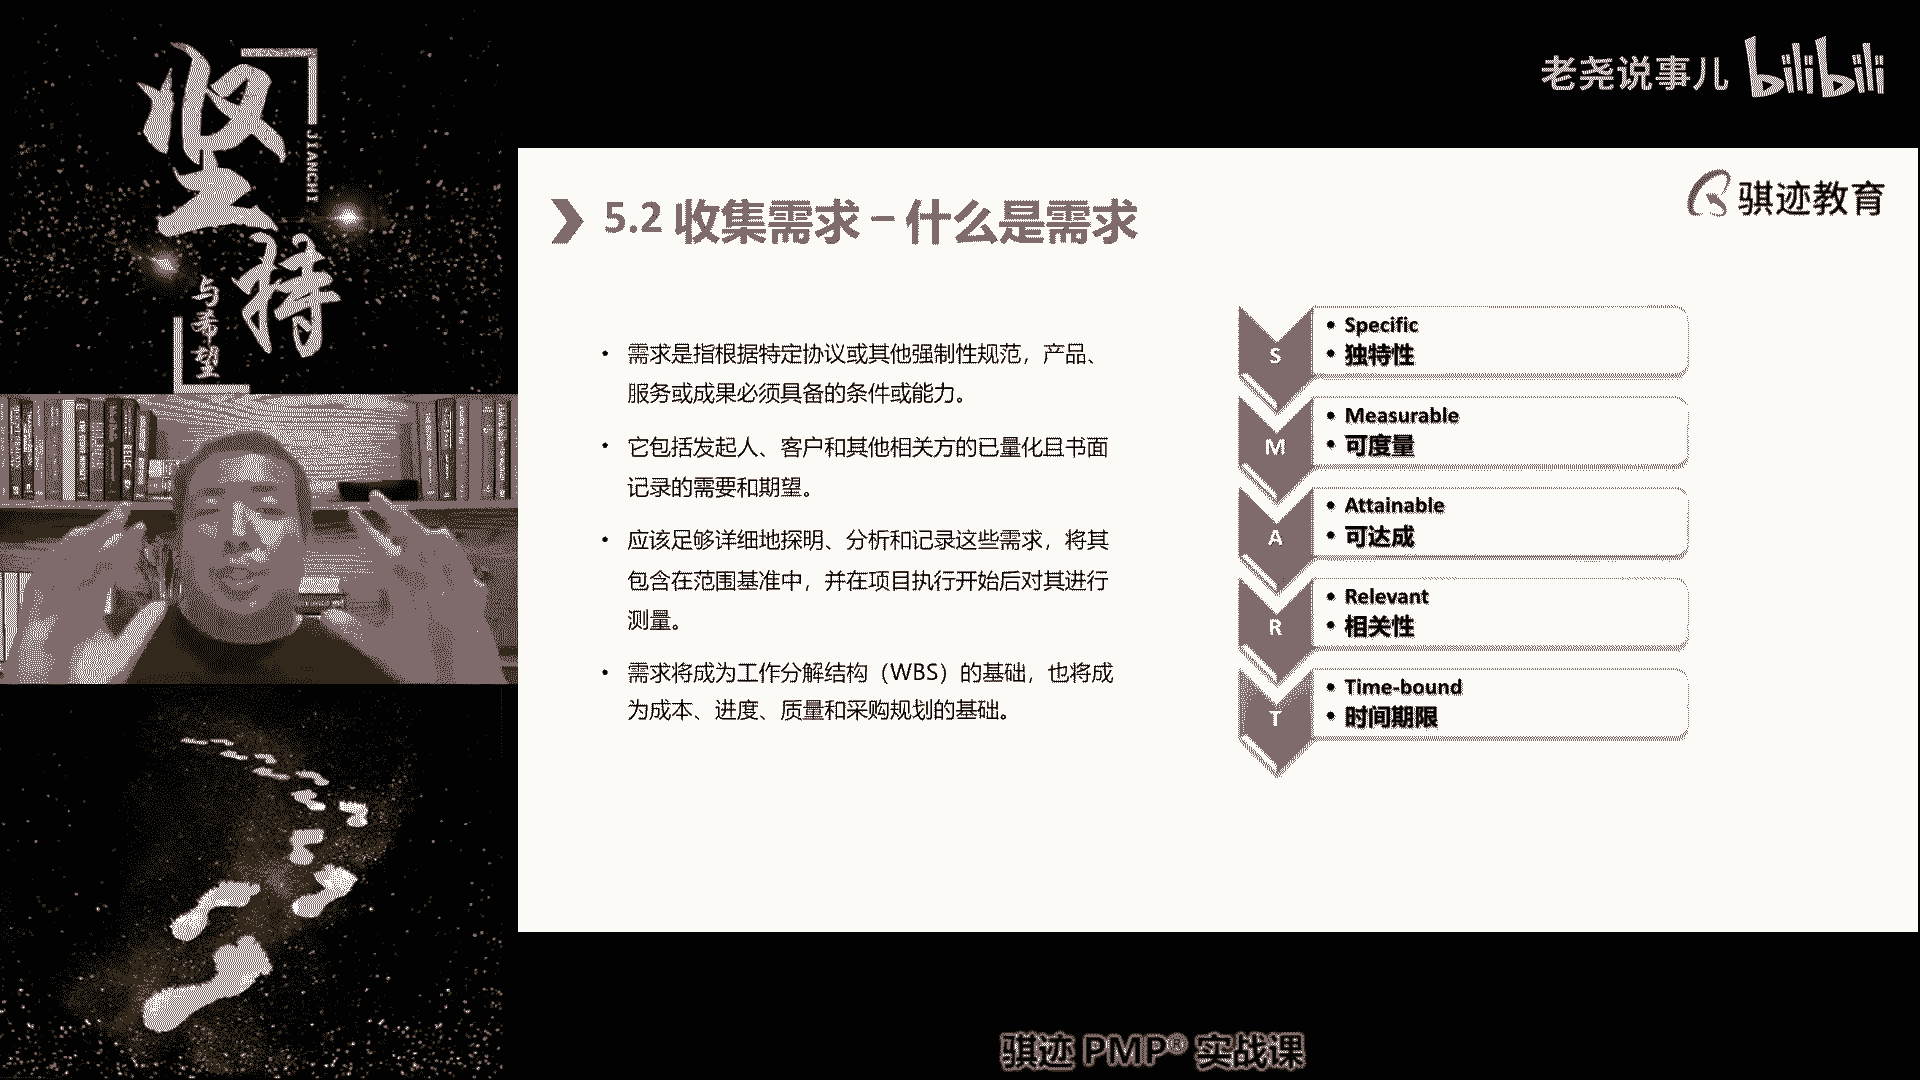 坚持
JIANCHI
与希望
老尧说事儿 bilibili
骐迹教育
5.2 收集需求 – 什么是需求
• 需求是指根据特定协议或其他强制性规范，产品、
服务或成果必须具备的条件或能力。
• 它包括发起人、客户和其他相关方的已量化且书面
记录的需要和期望。
• 应该足够详细地探明、分析和记录这些需求，将其
包含在范围基准中，并在项目执行开始后对其进行
测量。
• 需求将成为工作分解结构（WBS）的基础，也将成
为成本、进度、质量和采购规划的基础。
S
• Specific
• 独特性
M
• Measurable
• 可度量
A
• Attainable
• 可达成
R
• Relevant
• 相关性
T
• Time-bound
• 时间期限
骐迹 PMP® 实战课